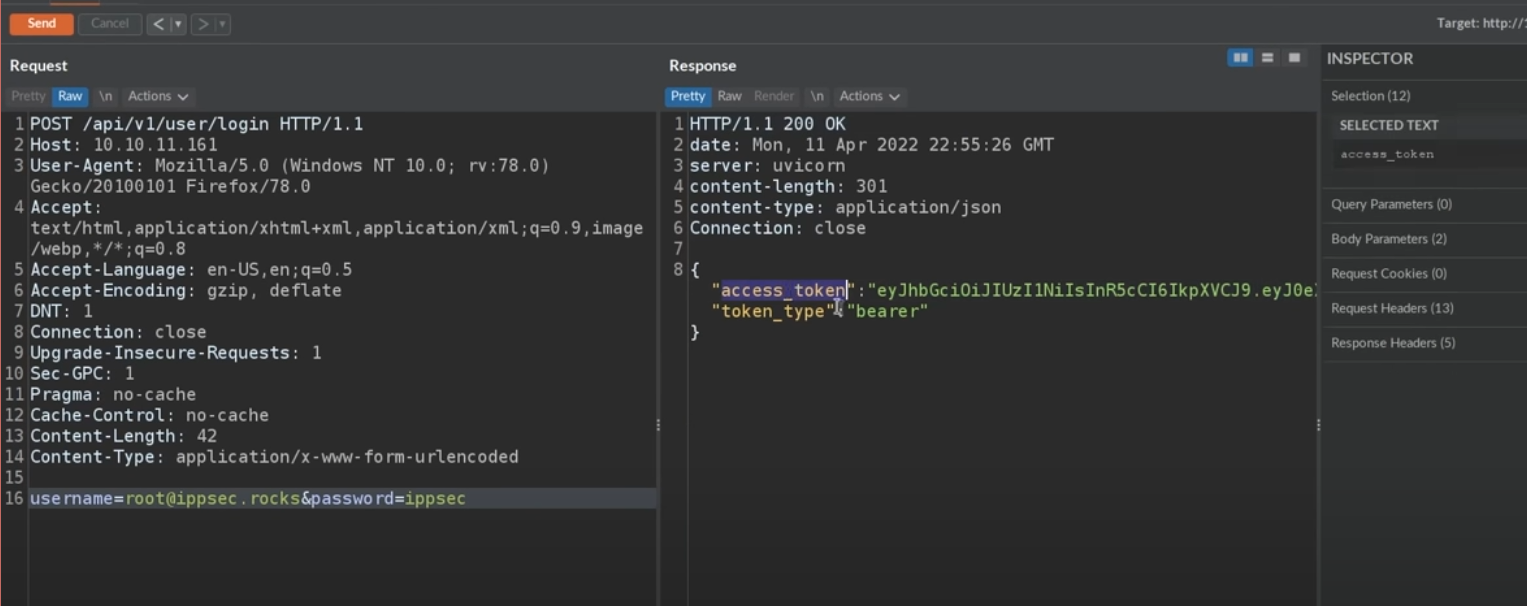 Send Cancel < > Target: http://
Request
Pretty Raw \n Actions
1 POST /api/v1/user/login HTTP/1.1
2 Host: 10.10.11.161
3 User-Agent: Mozilla/5.0 (Windows NT 10.0; rv:78.0)
Gecko/20100101 Firefox/78.0
4 Accept:
text/html,application/xhtml+xml,application/xml;q=0.9,image
/webp,*/*;q=0.8
5 Accept-Language: en-US,en;q=0.5
6 Accept-Encoding: gzip, deflate
7 DNT: 1
8 Connection: close
9 Upgrade-Insecure-Requests: 1
10 Sec-GPC: 1
11 Pragma: no-cache
12 Cache-Control: no-cache
13 Content-Length: 42
14 Content-Type: application/x-www-form-urlencoded
15
16 username=root@ippsec.rocks&password=ippsec
Response
Pretty Raw Render \n Actions
1 HTTP/1.1 200 OK
2 date: Mon, 11 Apr 2022 22:55:26 GMT
3 server: uvicorn
4 content-length: 301
5 content-type: application/json
6 Connection: close
7
8 {
"access_token":"eyJhbGciOiJIUzI1NiIsInR5cCI6IkpXVCJ9.eyJ0e
"token_type":"bearer"
}
INSPECTOR
Selection (12)
SELECTED TEXT
access_token
Query Parameters (0)
Body Parameters (2)
Request Cookies (0)
Request Headers (13)
Response Headers (5)